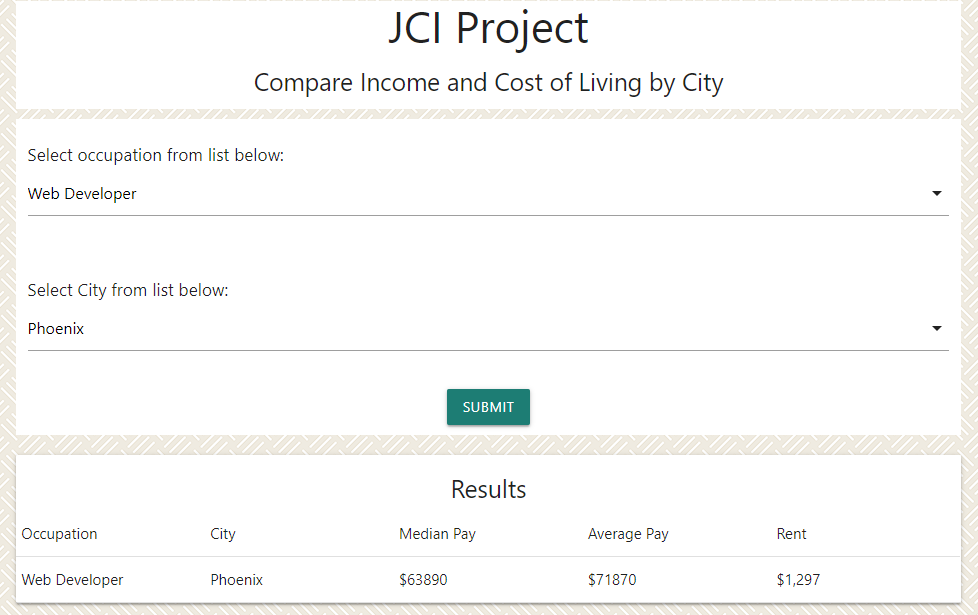 JCI Project
Compare Income and Cost of Living by City
Select occupation from list below:
Web Developer
Select City from list below:
Phoenix
SUBMIT
Results
Occupation City Median Pay Average Pay Rent
Web Developer Phoenix $63890 $71870 $1,297